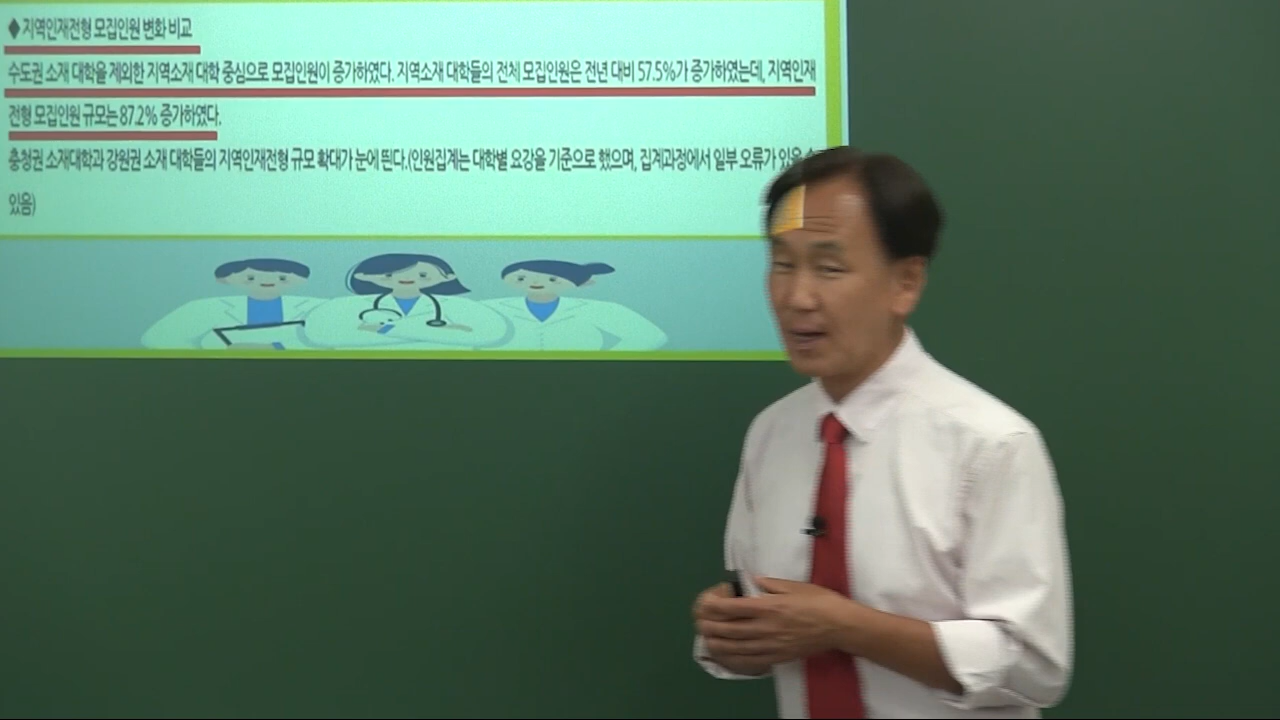 ◆지역인재전형 모집인원 변화 비교
수도권 소재 대학을 제외한 지역소재 대학 중심으로 모집인원이 증가하였다. 지역소재 대학들의 전체 모집인원은 전년 대비 57.5%가 증가하였는데, 지역인재
전형 모집인원 규모는 87.2% 증가하였다.
충청권 소재대학과 강원권 소재 대학들의 지역인재전형 규모 확대가 눈에 띈다.(인원집계는 대학별 요강을 기준으로 했으며, 집계과정에서 일부 오류가 있을
있음)